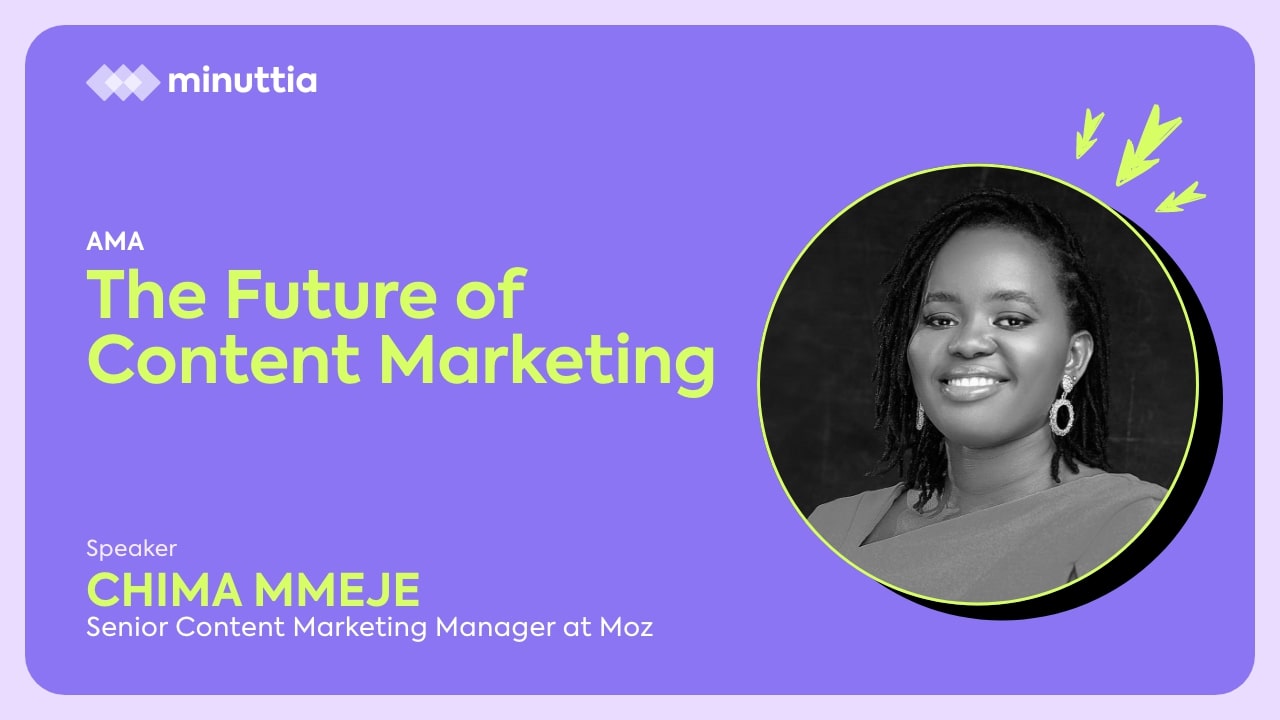 minuttia
AMA
The Future of
Content Marketing
Speaker
CHIMA MMEJE
Senior Content Marketing Manager at Moz